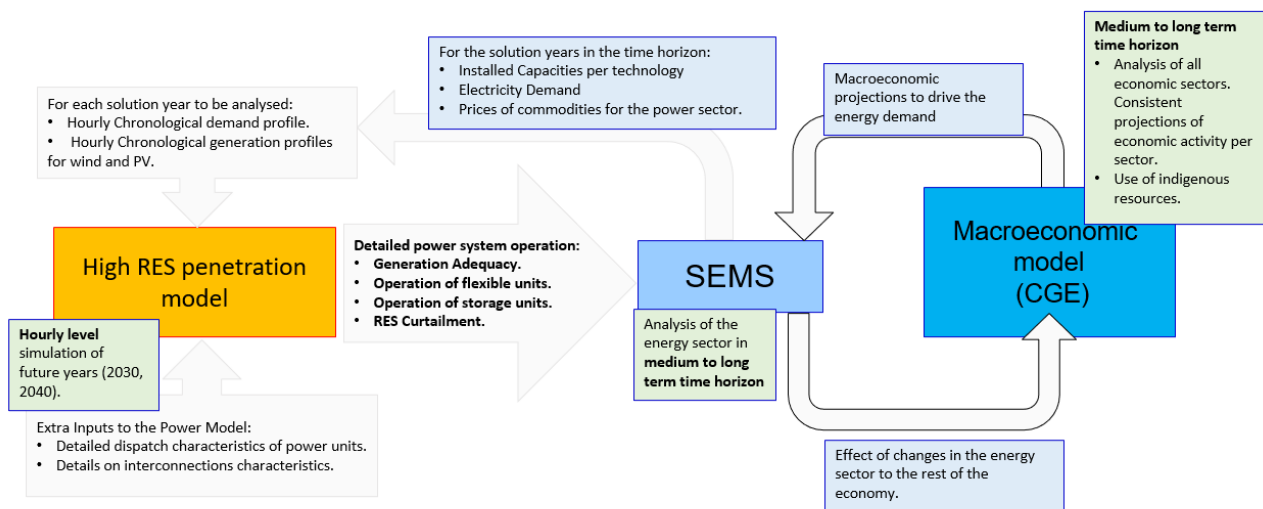 For the solution years in the time horizon:
• Installed Capacities per technology
• Electricity Demand
• Prices of commodities for the power sector.
For each solution year to be analysed:
• Hourly Chronological demand profile.
• Hourly Chronological generation profiles
for wind and PV.
High RES penetration
model
Hourly level
simulation of
future years (2030,
2040).
Extra Inputs to the Power Model:
• Detailed dispatch characteristics of power units.
• Details on interconnections characteristics.
Detailed power system operation:
• Generation Adequacy.
• Operation of flexible units.
• Operation of storage units.
• RES Curtailment.
SEMS
Analysis of the
energy sector in
medium to long
term time horizon
Macroeconomic
projections to drive the
energy demand
Medium to long term
time horizon
• Analysis of all
economic sectors.
Consistent
projections of
economic activity per
sector.
• Use of indigenous
resources.
Macroeconomic
model
(CGE)
Effect of changes in the energy
sector to the rest of the
economy.